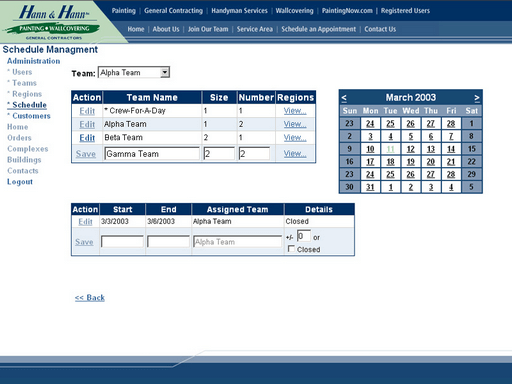 Hann & Hann Inc
PAINTING • WALLCOVERING
GENERAL CONTRACTORS
Painting | General Contracting | Handyman Services | Wallcovering | PaintingNow.com | Registered Users
Home | About Us | Join Our Team | Service Area | Schedule an Appointment | Contact Us
Schedule Managment
Administration
* Users
* Teams
* Regions
* Schedule
* Customers
Home
Orders
Complexes
Buildings
Contacts
Logout
Team: Alpha Team
Action Team Name Size Number Regions
Edit * Crew-For-A-Day 1 1 View...
Edit Alpha Team 1 2 View...
Edit Beta Team 2 1 View...
Save Gamma Team 2 2 View...
< March 2003 >
Sun Mon Tue Wed Thu Fri Sat
23 24 25 26 27 28 1
2 3 4 5 6 7 8
9 10 11 12 13 14 15
16 17 18 19 20 21 22
23 24 25 26 27 28 29
30 31 1 2 3 4 5
Action Start End Assigned Team Details
Edit 3/3/2003 3/6/2003 Alpha Team Closed
Save Alpha Team +/- 0 or
Closed
<< Back